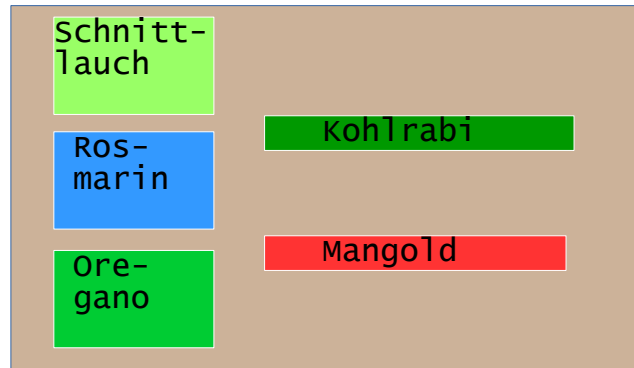 Schnitt-
lauch
Ros-
marin
Ore-
gano
Kohlrabi
Mangold